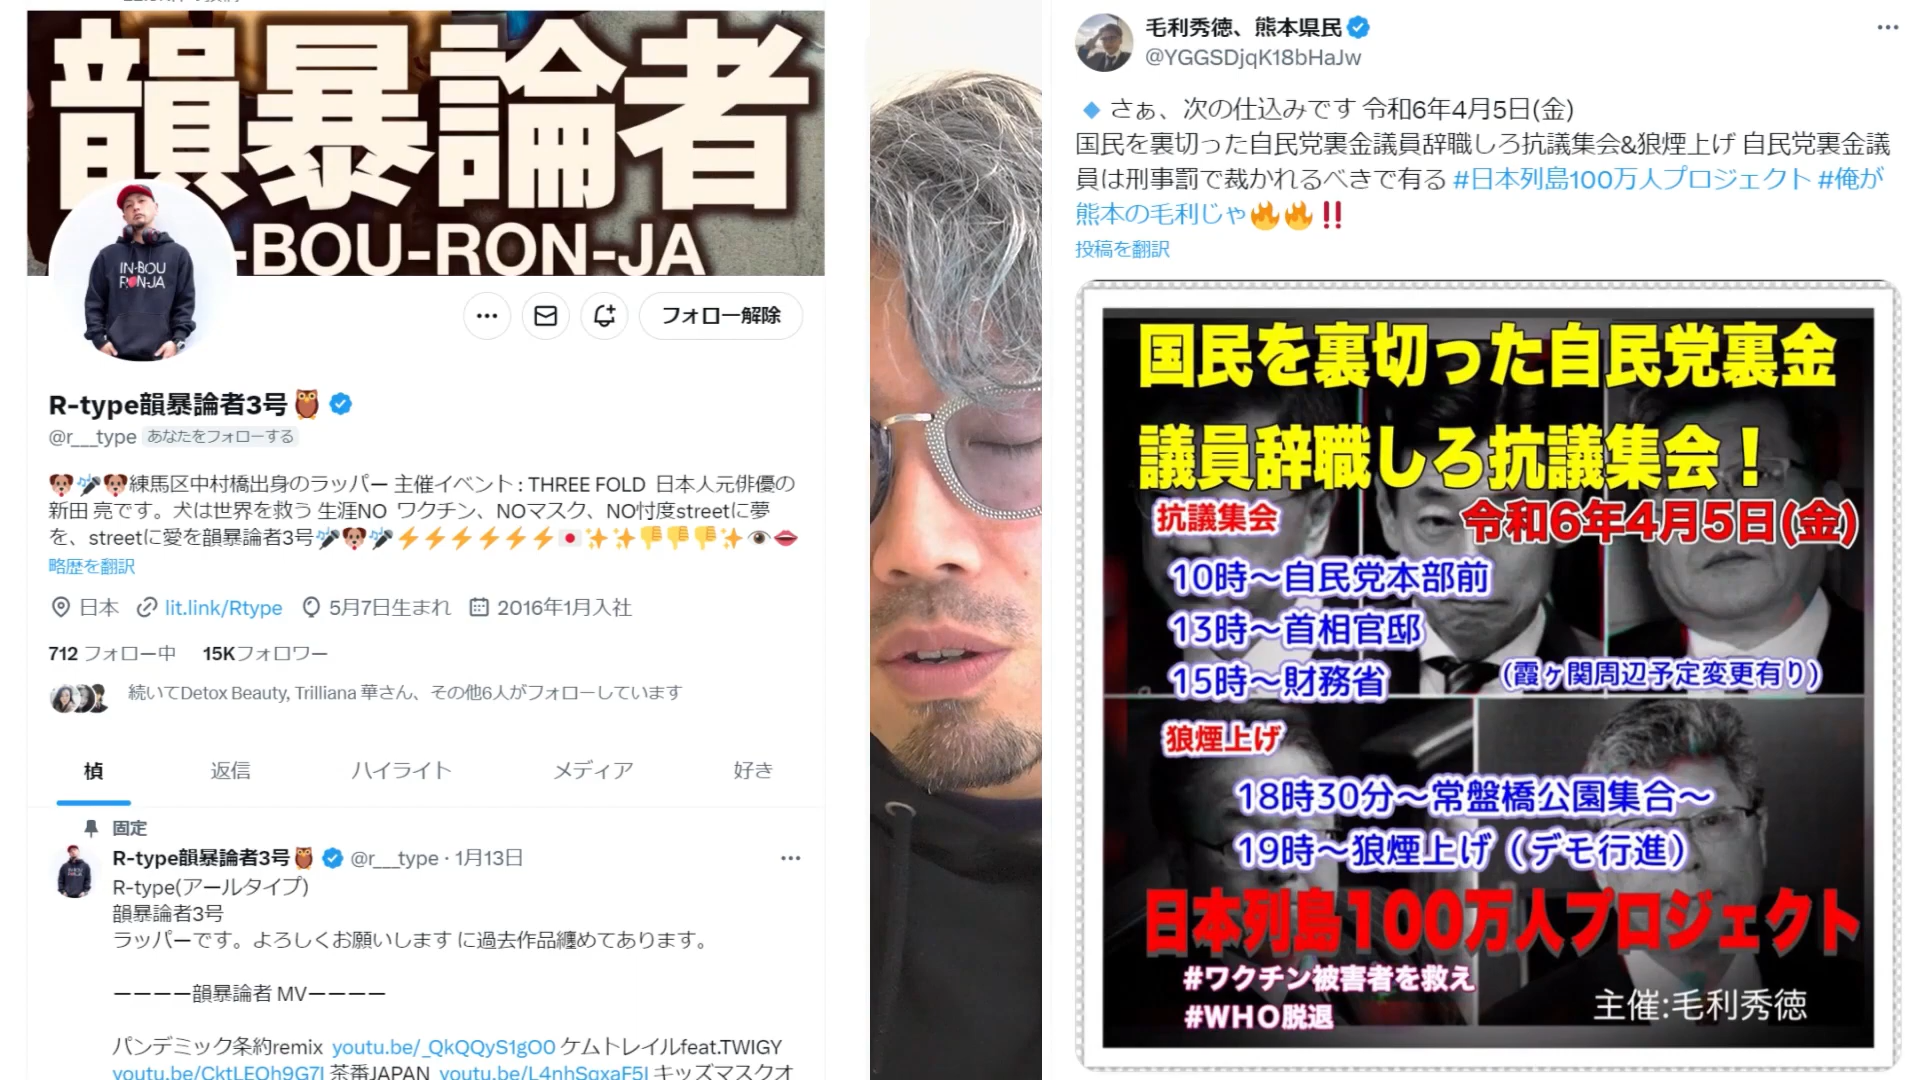 韻暴論者
-BOU-RON-JA
IN-BOU
RON-JA
フォロー解除
R-type韻暴論者3号🦉
@r___type あなたをフォローする
🐶🎤🐶練馬区中村橋出身のラッパー 主催イベント : THREE FOLD 日本人元俳優の
新田 亮です。犬は世界を救う 生涯NO ワクチン、NOマスク、NO忖度streetに夢
を、streetに愛を韻暴論者3号🎤🐶🎤⚡⚡⚡⚡⚡⚡🇯🇵✨✨👎👎👎✨👁👄
略歴を翻訳
日本 lit.link/Rtype 5月7日生まれ 2016年1月入社
712 フォロー中 15Kフォロワー
続いてDetox Beauty, Trilliana 華さん、その他6人がフォローしています
槙 返信 ハイライト メディア 好き
固定
R-type韻暴論者3号🦉 @r___type · 1月13日
R-type(アールタイプ)
韻暴論者3号
ラッパーです。よろしくお願いします に過去作品纏めてあります。
ーーーー韻暴論者 MVーーーー
パンデミック条約remix youtu.be/_QkQQyS1gO0 ケムトレイルfeat.TWIGY
youtu.be/CktLEOh9G7I 茶番JAPAN youtu.be/L4nhSqxaF5I キッズマスクオ
毛利秀徳、熊本県民
@YGGSDjqK18bHaJw
🔹さぁ、次の仕込みです 令和6年4月5日(金)
国民を裏切った自民党裏金議員辞職しろ抗議集会&狼煙上げ 自民党裏金議
員は刑事罰で裁かれるべきで有る #日本列島100万人プロジェクト #俺が
熊本の毛利じゃ🔥🔥‼️
投稿を翻訳
国民を裏切った自民党裏金
議員辞職しろ抗議集会！
抗議集会 令和6年4月5日(金)
10時～自民党本部前
13時～首相官邸
15時～財務省 (霞ヶ関周辺予定変更有り)
狼煙上げ
18時30分～常盤橋公園集合～
19時～狼煙上げ（デモ行進）
日本列島100万人プロジェクト
#ワクチン被害者を救え
#WHO脱退
主催:毛利秀徳